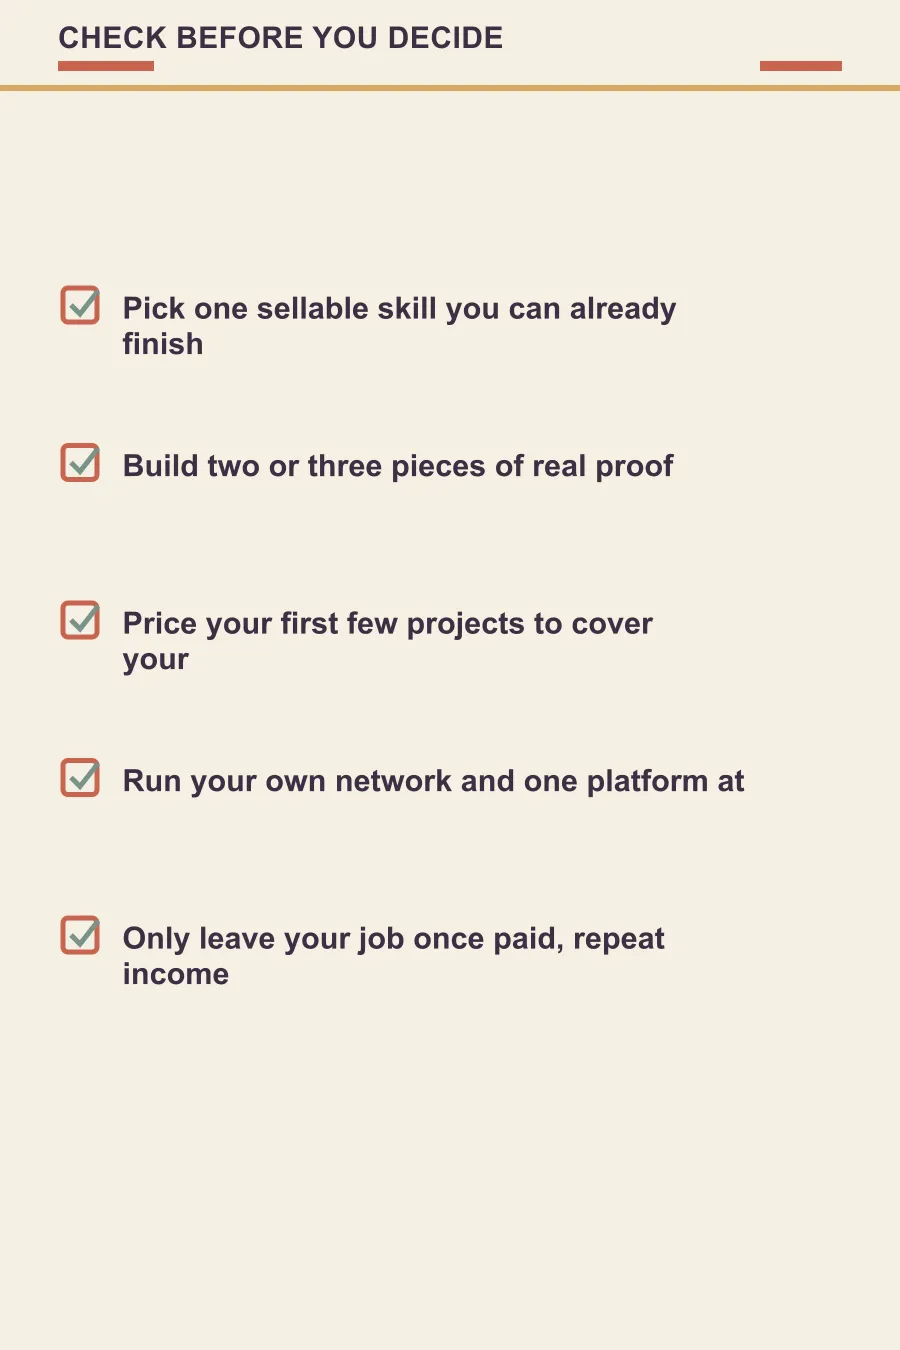 CHECK BEFORE YOU DECIDE
Pick one sellable skill you can already
finish
Build two or three pieces of real proof
Price your first few projects to cover
your
Run your own network and one platform at
Only leave your job once paid, repeat
income